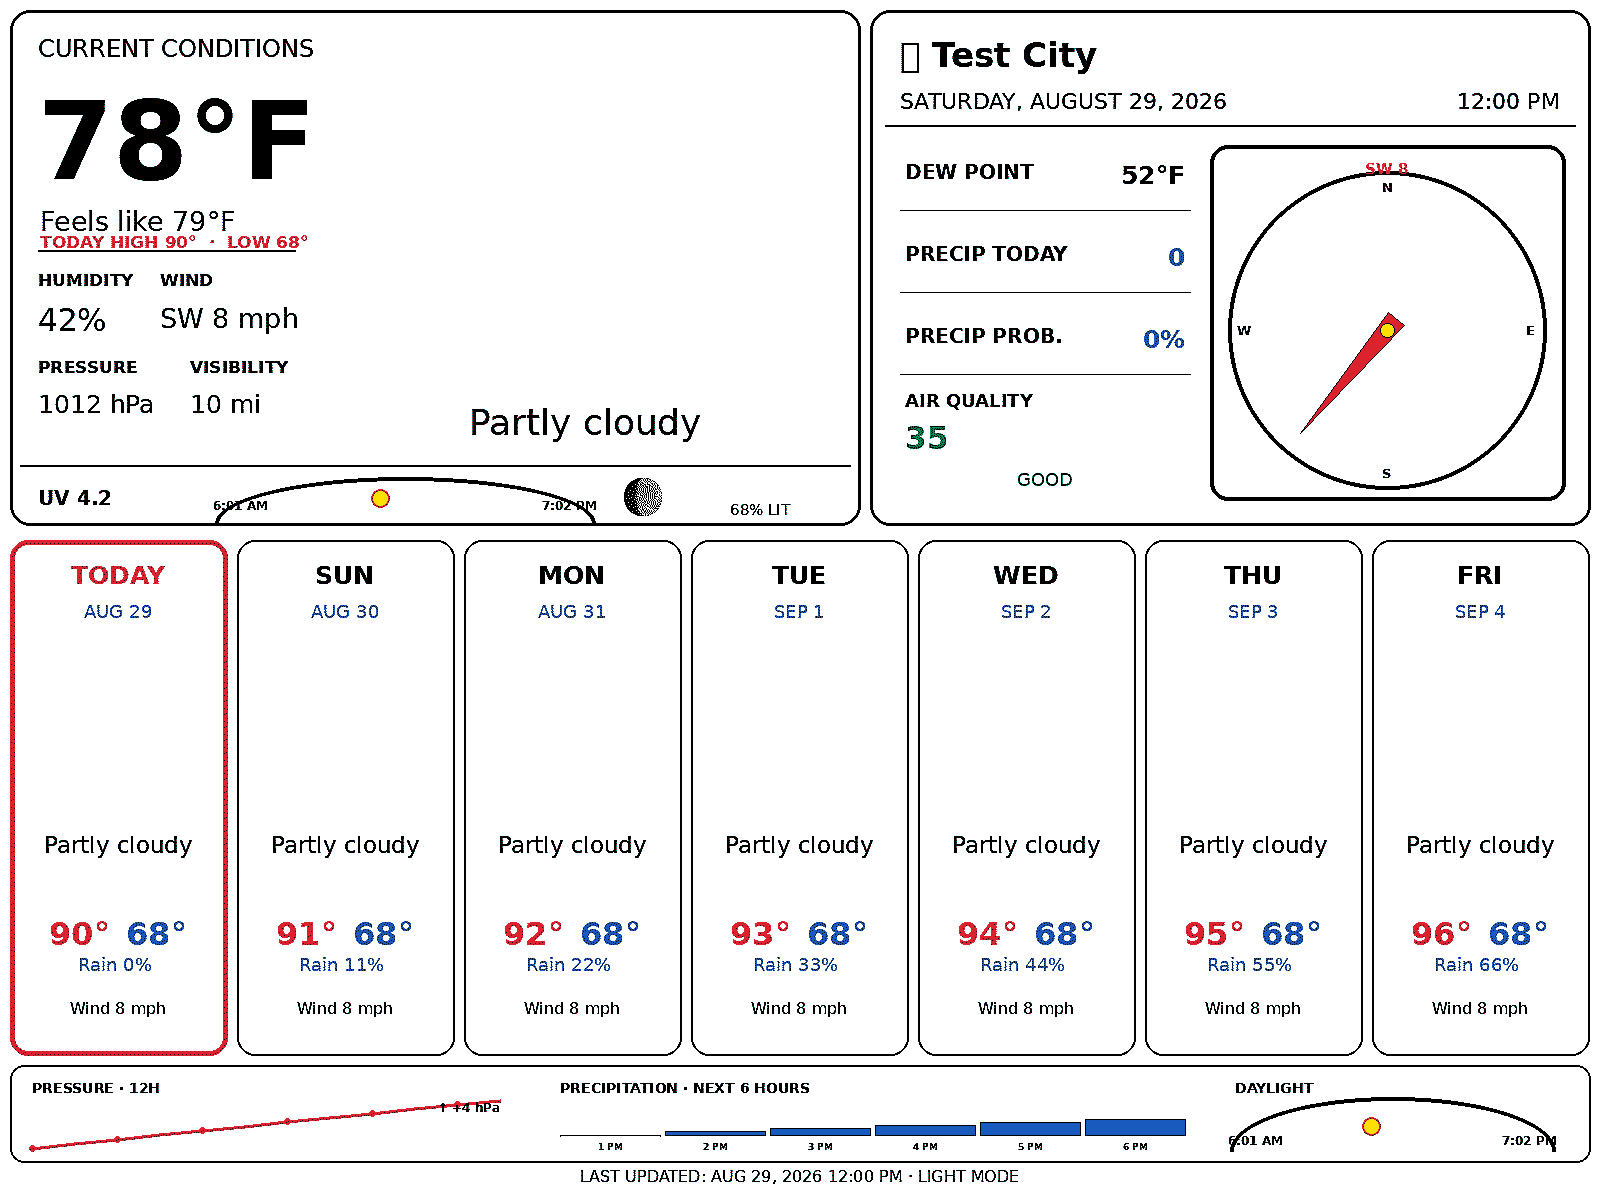 CURRENT CONDITIONS
78°F
Feels like 79°F
TODAY HIGH 90° · LOW 68°
HUMIDITY WIND
42% SW 8 mph
PRESSURE VISIBILITY
1012 hPa 10 mi
Partly cloudy
UV 4.2
6:01 AM
7:02 PM
68% LIT
Test City
SATURDAY, AUGUST 29, 2026 12:00 PM
DEW POINT 52°F
PRECIP TODAY 0
PRECIP PROB. 0%
AIR QUALITY
35
GOOD
SW 8
N
W E
S
TODAY
AUG 29
Partly cloudy
90° 68°
Rain 0%
Wind 8 mph
SUN
AUG 30
Partly cloudy
91° 68°
Rain 11%
Wind 8 mph
MON
AUG 31
Partly cloudy
92° 68°
Rain 22%
Wind 8 mph
TUE
SEP 1
Partly cloudy
93° 68°
Rain 33%
Wind 8 mph
WED
SEP 2
Partly cloudy
94° 68°
Rain 44%
Wind 8 mph
THU
SEP 3
Partly cloudy
95° 68°
Rain 55%
Wind 8 mph
FRI
SEP 4
Partly cloudy
96° 68°
Rain 66%
Wind 8 mph
PRESSURE · 12H
↑ +4 hPa
PRECIPITATION · NEXT 6 HOURS
1 PM 2 PM 3 PM 4 PM 5 PM 6 PM
DAYLIGHT
6:01 AM 7:02 PM
LAST UPDATED: AUG 29, 2026 12:00 PM · LIGHT MODE